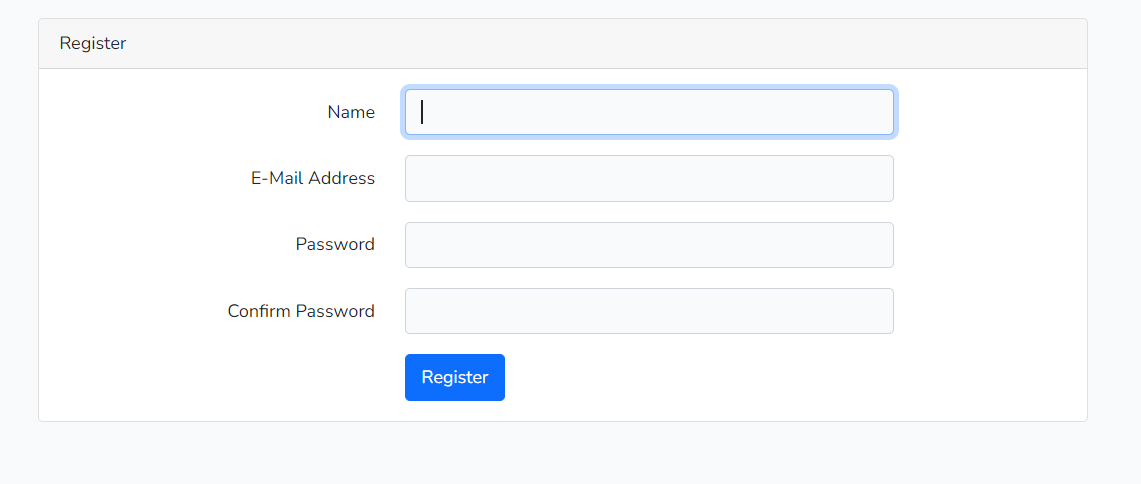 Register
Name
E-Mail Address
Password
Confirm Password
Register